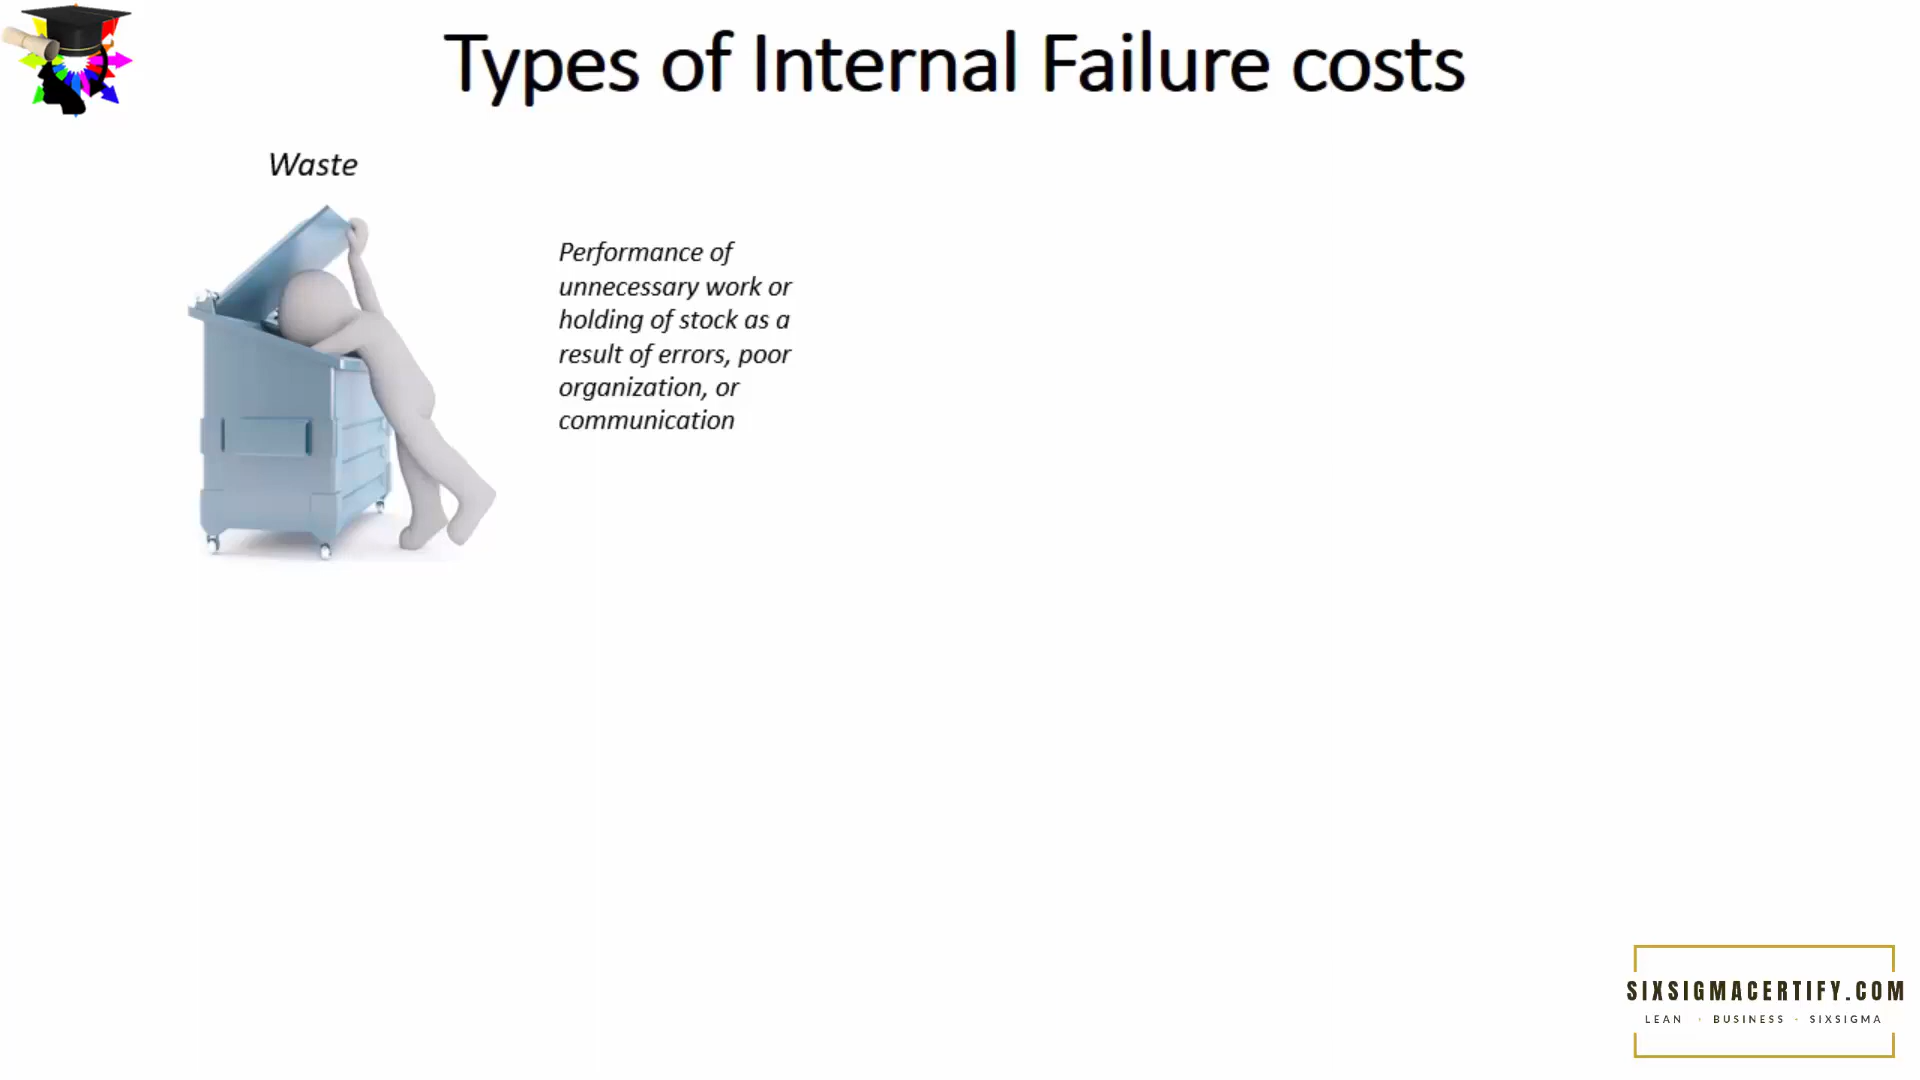 Types of Internal Failure costs
Waste
Performance of
unnecessary work or
holding of stock as a
result of errors, poor
organization, or
communication
SIXSIGMACERTIFY.COM
LEAN · BUSINESS · SIXSIGMA